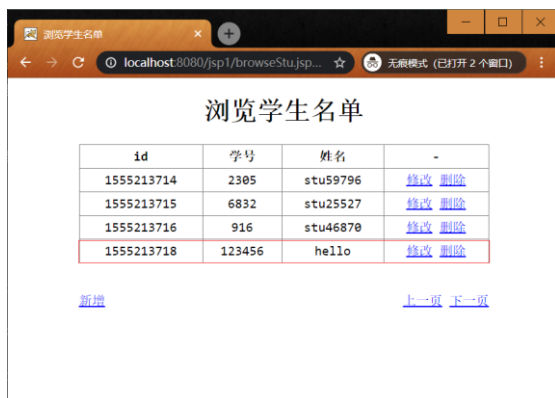 浏览学生名单
localhost:8080/jsp1/browseStu.jsp... 无痕模式 (已打开 2 个窗口)
浏览学生名单
id 学号 姓名 -
1555213714 2305 stu59796 修改 删除
1555213715 6832 stu25527 修改 删除
1555213716 916 stu46870 修改 删除
1555213718 123456 hello 修改 删除
新增 上一页 下一页